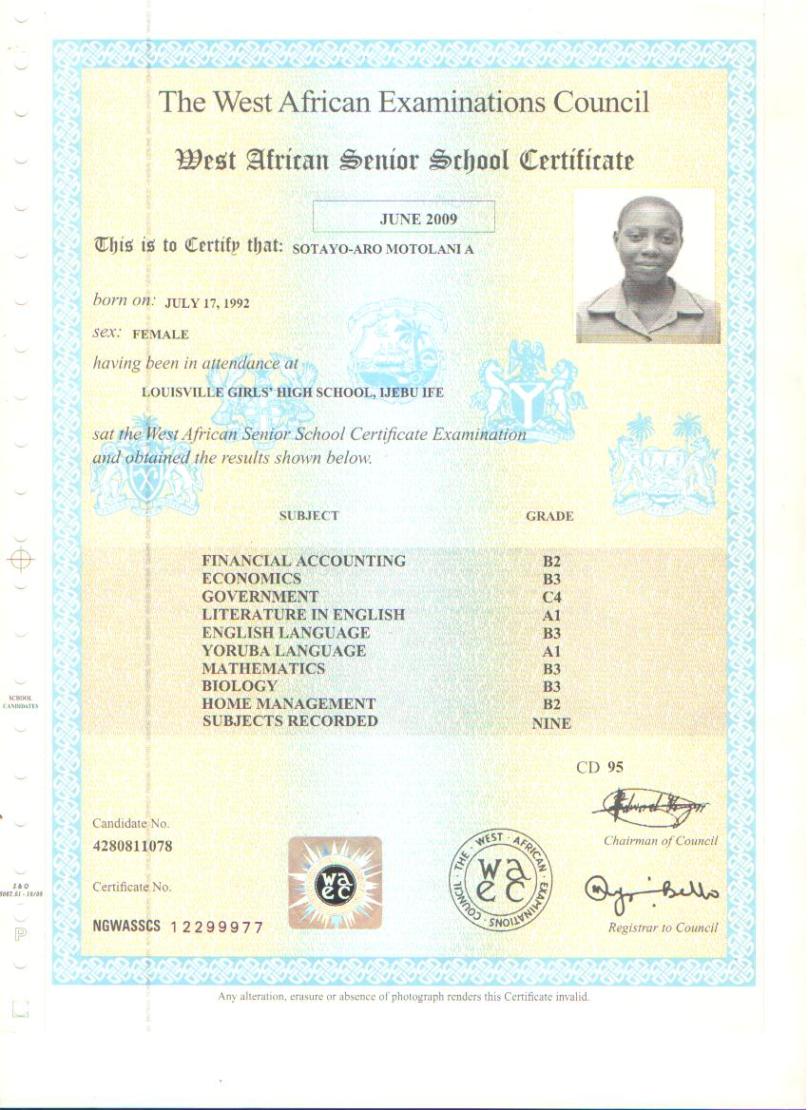 The West African Examinations Council
West African Senior School Certificate
JUNE 2009
This is to Certify that: SOTAYO-ARO MOTOLANI A
born on: JULY 17, 1992
sex: FEMALE
having been in attendance at
LOUISVILLE GIRLS' HIGH SCHOOL, IJEBU IFE
sat the West African Senior School Certificate Examination
and obtained the results shown below.
SUBJECT GRADE
FINANCIAL ACCOUNTING B2
ECONOMICS B3
GOVERNMENT C4
LITERATURE IN ENGLISH A1
ENGLISH LANGUAGE B3
YORUBA LANGUAGE A1
MATHEMATICS B3
BIOLOGY B3
HOME MANAGEMENT B2
SUBJECTS RECORDED NINE
SCHOOL
CANDIDATES
CD 95
Chairman of Council
Candidate No.
4280811078
Certificate No.
NGWASSCS 12299977
waec
THE · WEST · AFRICAN · EXAMINATIONS · COUNCIL
waec
Bello
Registrar to Council
P
Any alteration, erasure or absence of photograph renders this Certificate invalid.